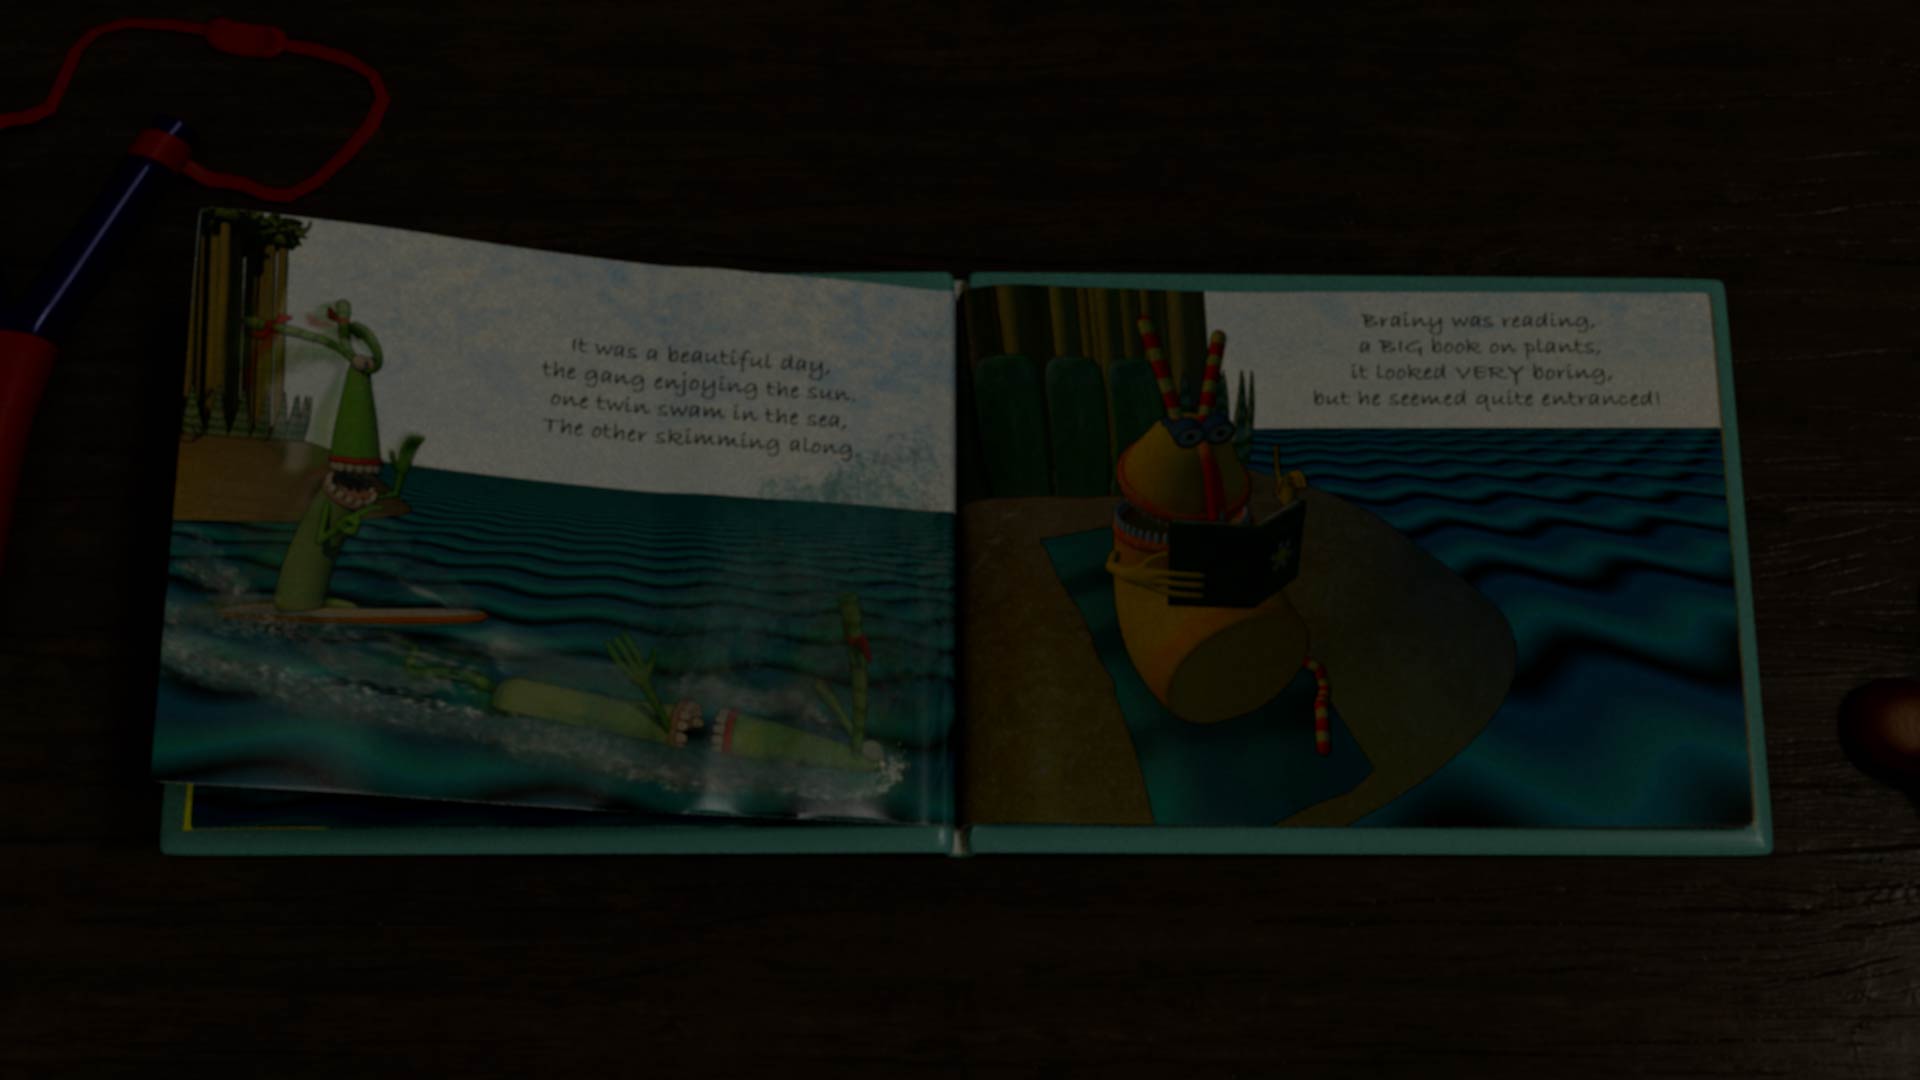 It was a beautiful day,
the gang enjoying the sun.
one twin swam in the sea,
The other skimming along.
Brainy was reading,
a BIG book on plants,
it looked VERY boring,
but he seemed quite entranced!